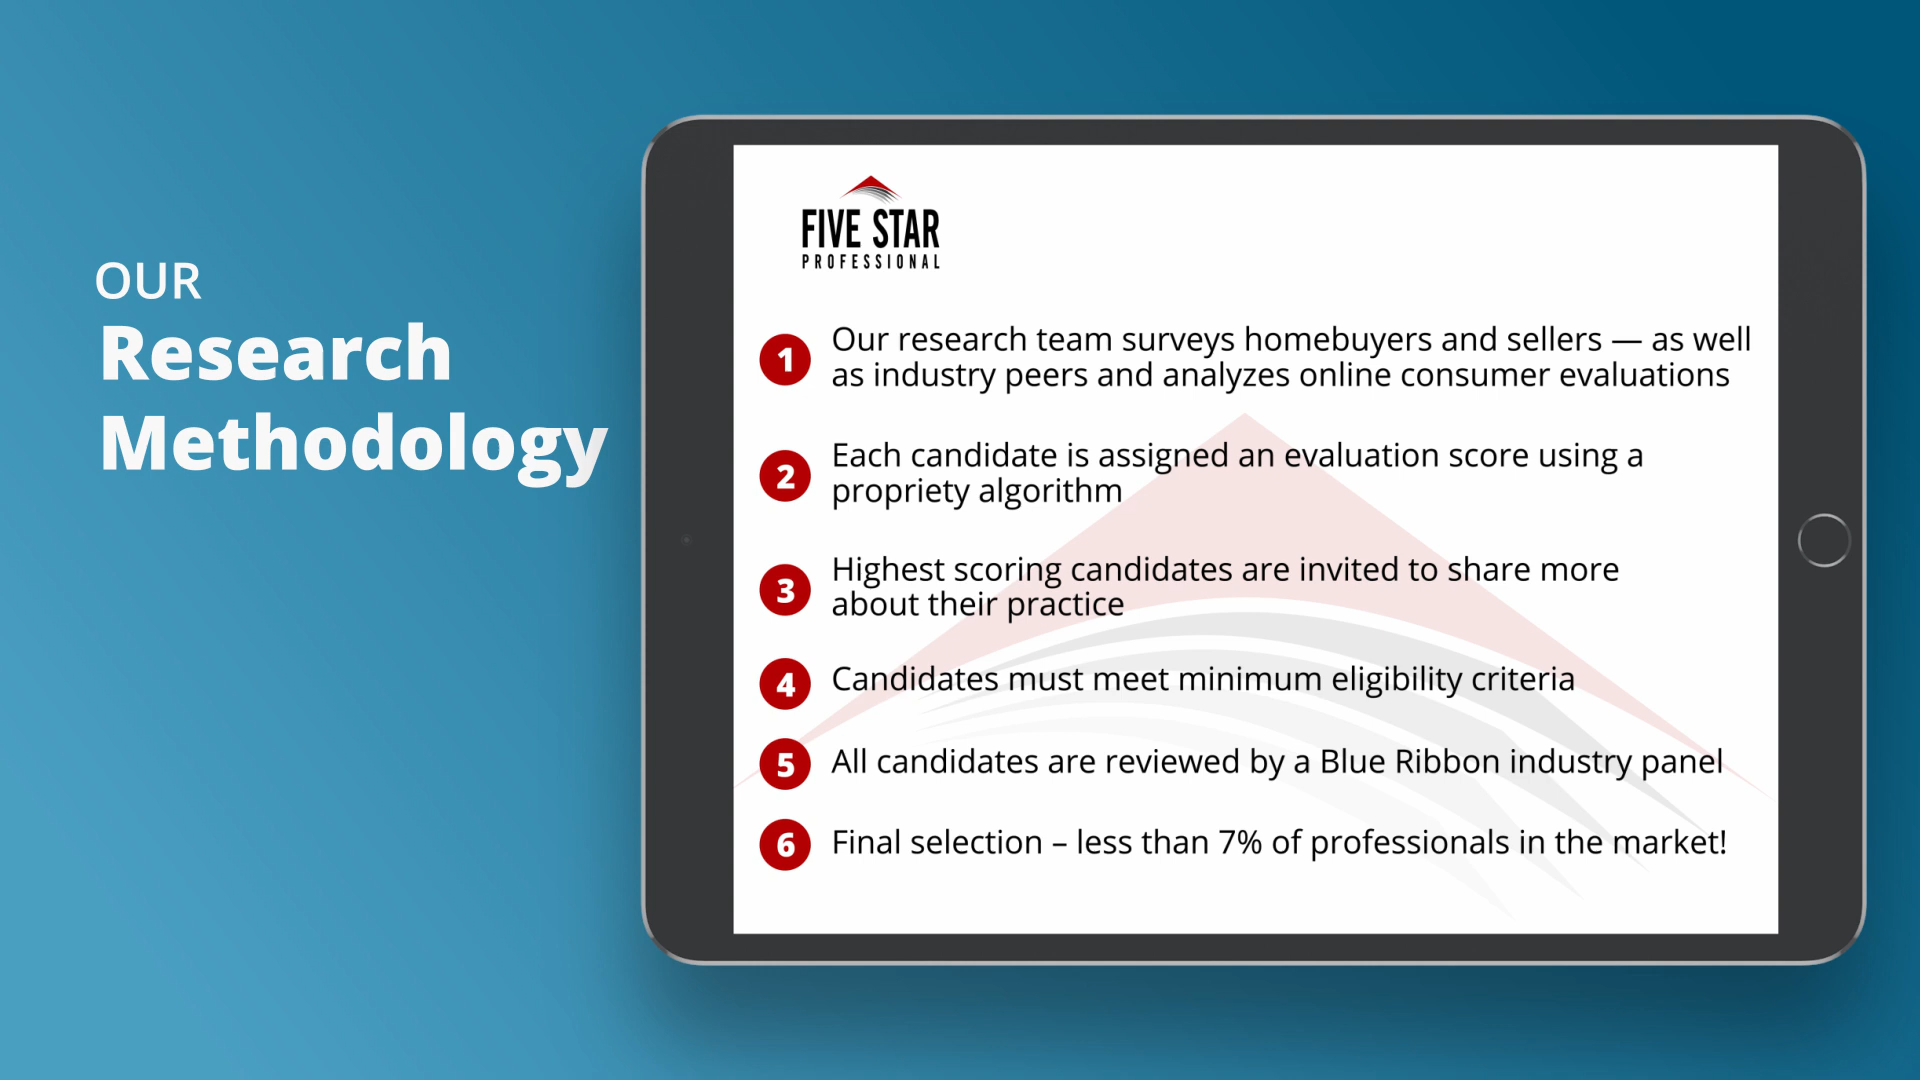 OUR
Research
Methodology
FIVE STAR
PROFESSIONAL
1 Our research team surveys homebuyers and sellers — as well
as industry peers and analyzes online consumer evaluations
2 Each candidate is assigned an evaluation score using a
propriety algorithm
3 Highest scoring candidates are invited to share more
about their practice
4 Candidates must meet minimum eligibility criteria
5 All candidates are reviewed by a Blue Ribbon industry panel
6 Final selection – less than 7% of professionals in the market!